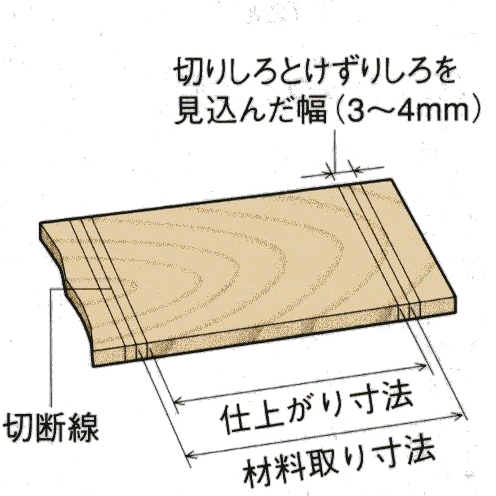 切りしろとけずりしろを
見込んだ幅（3〜4mm）
切断線
仕上がり寸法
材料取り寸法